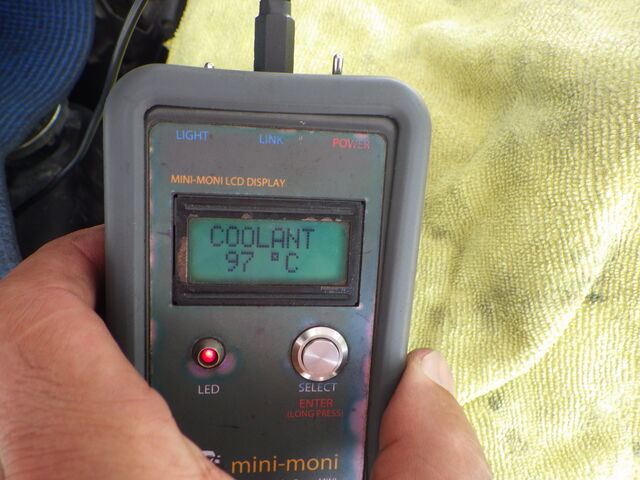 LIGHT LINK POWER
MINI-MONI LCD DISPLAY
COOLANT
97 °C
LED
SELECT
ENTER
(LONG PRESS)
mini-moni